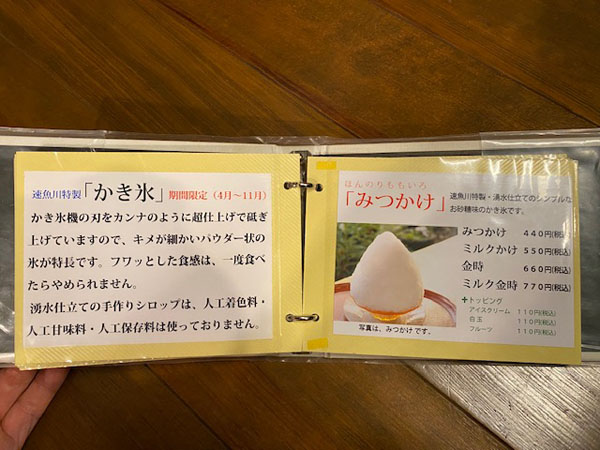 速魚川特製「かき氷」期間限定（4月～11月）
かき氷機の刃をカンナのように超仕上げで砥ぎ
上げていますので、キメが細かいパウダー状の
氷が特長です。フワッとした食感は、一度食べ
たらやめられません。
湧水仕立ての手作りシロップは、人工着色料・
人工甘味料・人工保存料は使っておりません。
ほんのりももいろ
「みつかけ」
速魚川特製・湧水仕立てのシンプルな
お砂糖味のかき氷です。
みつかけ 440円(税込)
ミルクかけ 550円(税込)
金時 660円(税込)
ミルク金時 770円(税込)
+トッピング
アイスクリーム 110円(税込)
白玉 110円(税込)
フルーツ 110円(税込)
写真は、みつかけです。